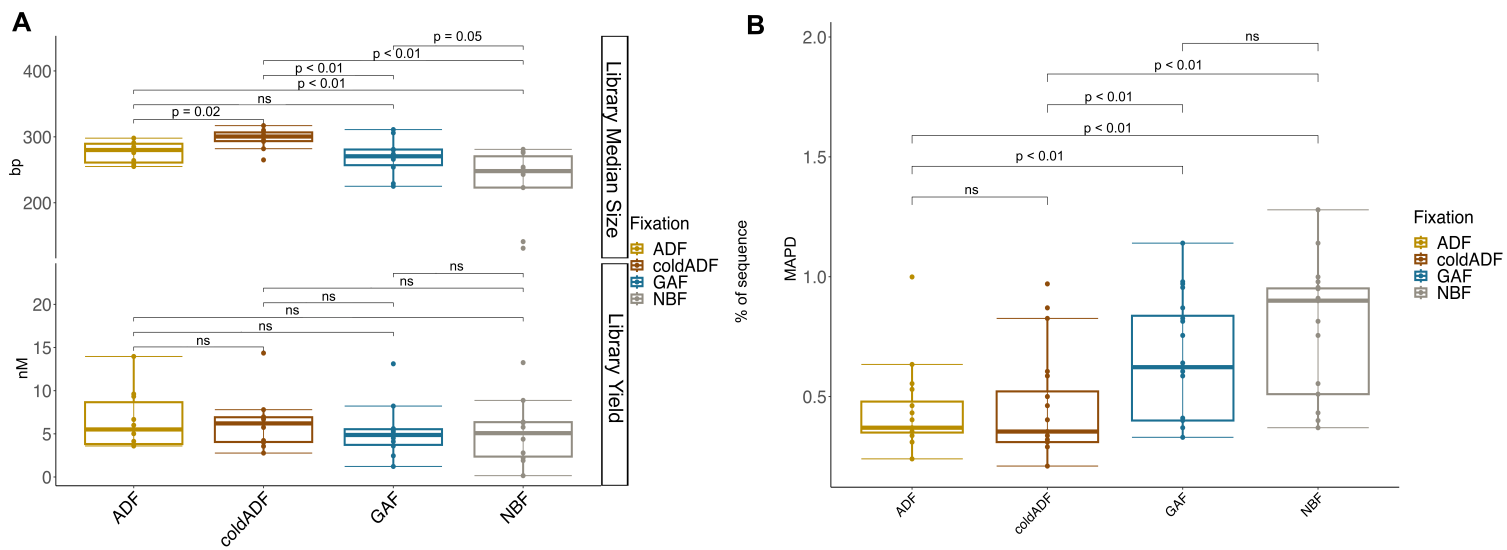 A
p = 0.05
p < 0.01
p < 0.01
p < 0.01
ns
p = 0.02
400
300
200
bp
Library Median Size
ns
ns
ns
ns
ns
ns
20
15
10
5
0
nM
Library Yield
ADF
coldADF
GAF
NBF
Fixation
ADF
coldADF
GAF
NBF
B
% of sequence
MAPD
2.0
1.5
1.0
0.5
ns
p < 0.01
p < 0.01
p < 0.01
p < 0.01
ns
ADF
coldADF
GAF
NBF
Fixation
ADF
coldADF
GAF
NBF